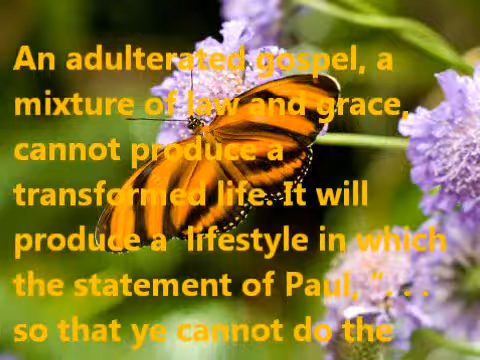 An adulterated gospel, a
mixture of law and grace,
cannot produce a
transformed life. It will
produce a  lifestyle in which
the statement of Paul, ". . .
so that ye cannot do the